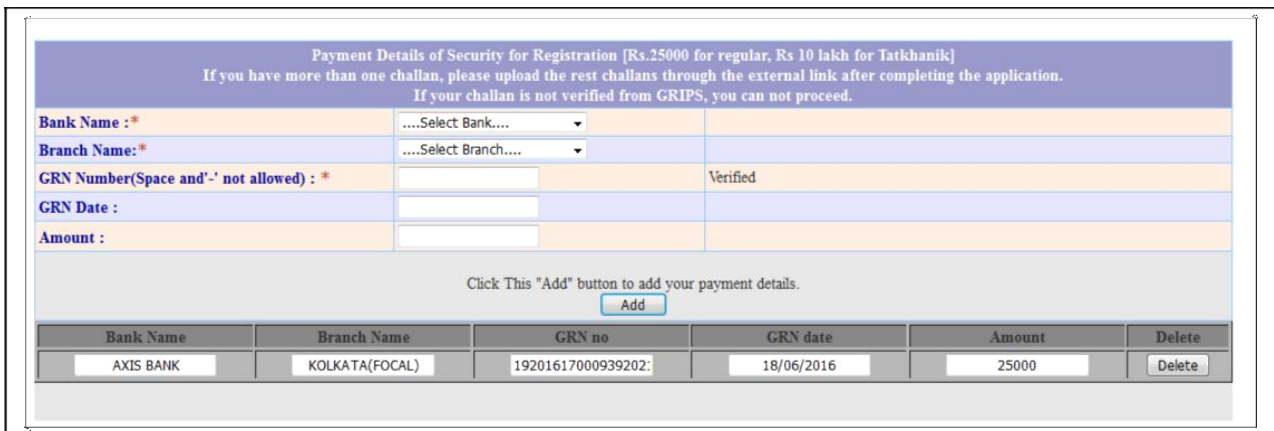 Payment Details of Security for Registration [Rs.25000 for regular, Rs 10 lakh for Tatkhanik]
If you have more than one challan, please upload the rest challans through the external link after completing the application.
If your challan is not verified from GRIPS, you can not proceed.
Bank Name :* ....Select Bank....
Branch Name:* ....Select Branch....
GRN Number(Space and'-' not allowed) : * Verified
GRN Date :
Amount :
Click This "Add" button to add your payment details.
Add
Bank Name Branch Name GRN no GRN date Amount Delete
AXIS BANK KOLKATA(FOCAL) 18/06/2016 25000 Delete